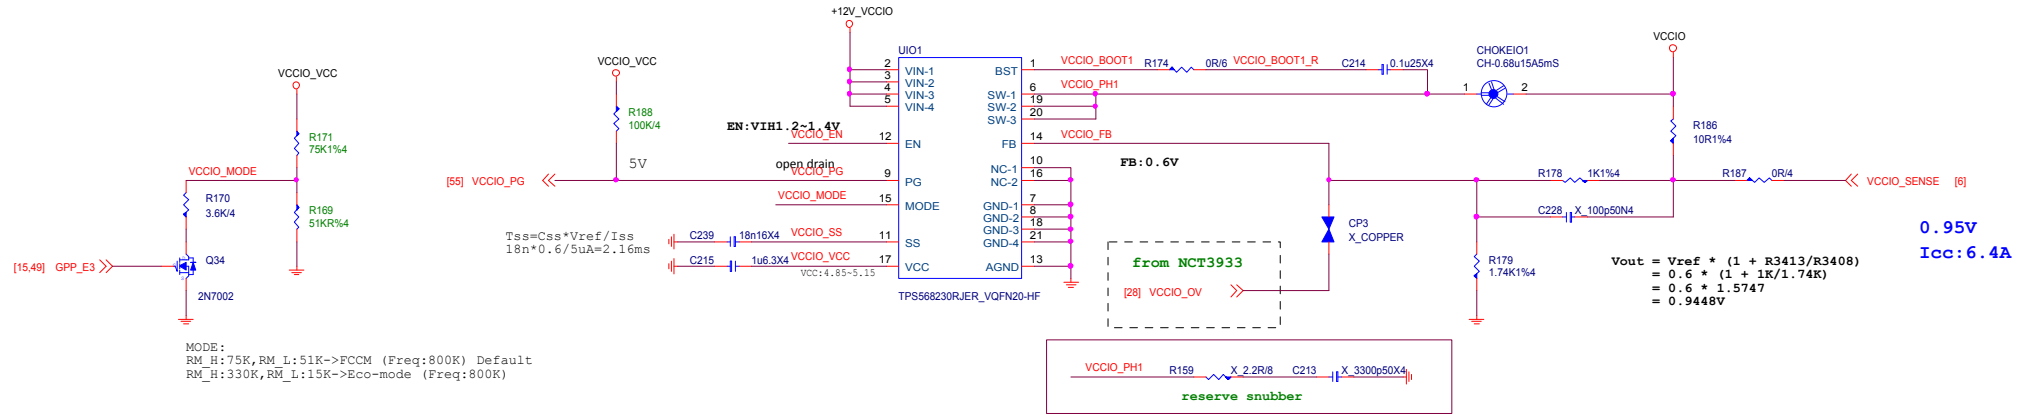 +12V_VCCIO
VCCIO_VCC
R171
75K1%4
VCCIO_MODE
R170
3.6K/4
R169
51KR%4
[15,49] GPP_E3
Q34
2N7002
MODE:
RM_H:75K,RM_L:51K->FCCM (Freq:800K) Default
RM_H:330K,RM_L:15K->Eco-mode (Freq:800K)
VCCIO_VCC
R188
100K/4
5V
[55] VCCIO_PG
EN:VIH1.2~1.4V
VCCIO_EN
open drain
VCCIO_PG
VCCIO_MODE
Tss=Css*Vref/Iss
18n*0.6/5uA=2.16ms
C239 18n16X4 VCCIO_SS
C215 1u6.3X4 VCCIO_VCC
VCC:4.85~5.15
UIO1
2 VIN-1
3 VIN-2
4 VIN-3
5 VIN-4
12 EN
9 PG
15 MODE
11 SS
17 VCC
BST 1
SW-1 6
SW-2 19
SW-3 20
FB 14
NC-1 10
NC-2 16
GND-1 7
GND-2 8
GND-3 18
GND-4 21
AGND 13
TPS568230RJER_VQFN20-HF
VCCIO_BOOT1 R174 0R/6 VCCIO_BOOT1_R C214 0.1u25X4
VCCIO_PH1
VCCIO_FB
FB:0.6V
CHOKEIO1
CH-0.68u15A5mS
1 2
VCCIO
R186
10R1%4
R178 1K1%4
R187 0R/4
VCCIO_SENSE [6]
C228 X_100p50N4
CP3
X_COPPER
R179
1.74K1%4
from NCT3933
[28] VCCIO_OV
0.95V
Icc:6.4A
Vout = Vref * (1 + R3413/R3408)
= 0.6 * (1 + 1K/1.74K)
= 0.6 * 1.5747
= 0.9448V
VCCIO_PH1 R159 X_2.2R/8 C213 X_3300p50X4
reserve snubber